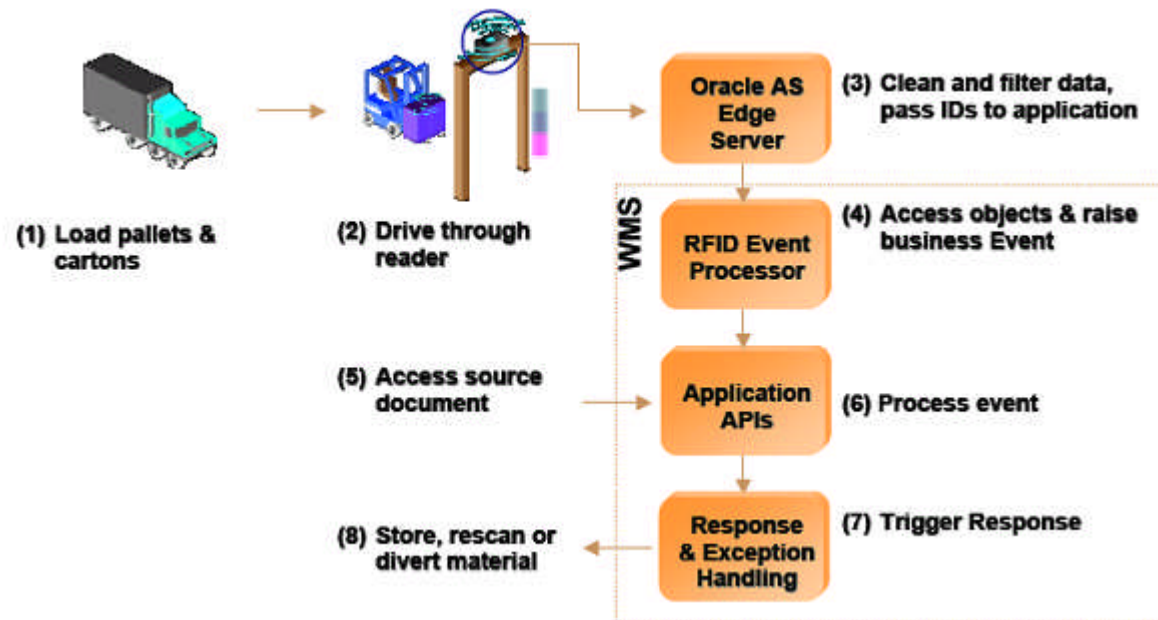 Oracle AS
Edge
Server
(3) Clean and filter data,
pass IDs to application
(1) Load pallets &
cartons
(2) Drive through
reader
WMS
RFID Event
Processor
(4) Access objects & raise
business Event
(5) Access source
document
Application
APIs
(6) Process event
(8) Store, rescan or
divert material
Response
& Exception
Handling
(7) Trigger Response